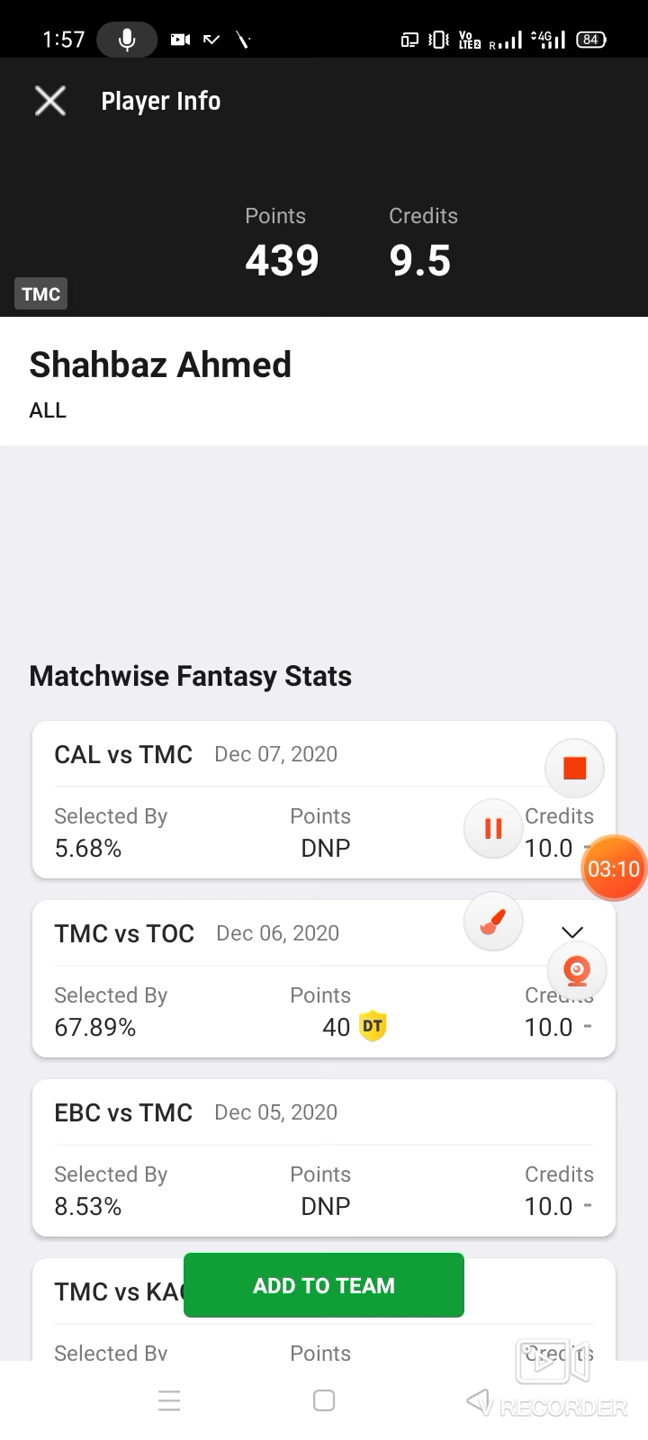 1:57 Vo LTE2 R 4G 84
Player Info
Points Credits
439 9.5
TMC
Shahbaz Ahmed
ALL
Matchwise Fantasy Stats
CAL vs TMC Dec 07, 2020
Selected By Points Credits
5.68% DNP 10.0 -
03:10
TMC vs TOC Dec 06, 2020
Selected By Points Credits
67.89% 40 DT 10.0 -
EBC vs TMC Dec 05, 2020
Selected By Points Credits
8.53% DNP 10.0 -
TMC vs
ADD TO TEAM
Selected By Points Credits
V RECORDER